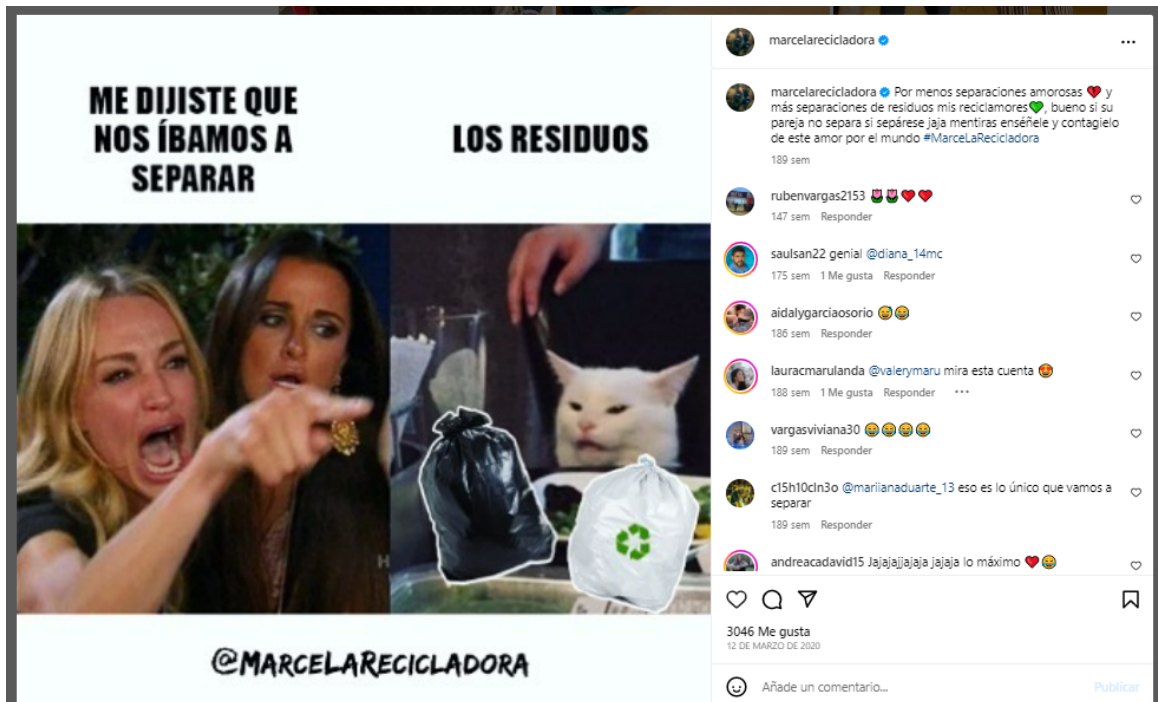 ME DIJISTE QUE
NOS ÍBAMOS A
SEPARAR
LOS RESIDUOS
@MARCELARECICLADORA
marcelarecicladora
marcelarecicladora Por menos separaciones amorosas 💔 y
más separaciones de residuos mis reciclamores💚, bueno si su
pareja no separa si sepárese jaja mentiras enséñele y contagielo
de este amor por el mundo #MarceLaRecicladora
189 sem
rubenvargas2153 🌷🌷❤️❤️
147 sem Responder
saulsan22 genial @diana_14mc
175 sem 1 Me gusta Responder
aidalygarciaosorio 😅😂
186 sem Responder
lauracmarulanda @valerymaru mira esta cuenta 😍
188 sem 1 Me gusta Responder
vargasviviana30 😂😂😂😂
189 sem Responder
c15h10cln3o @mariianaduarte_13 eso es lo único que vamos a
separar
189 sem Responder
andreacadavid15 Jajajajjajaja jajaja lo máximo ❤️😂
3046 Me gusta
12 DE MARZO DE 2020
Añade un comentario...
Publicar